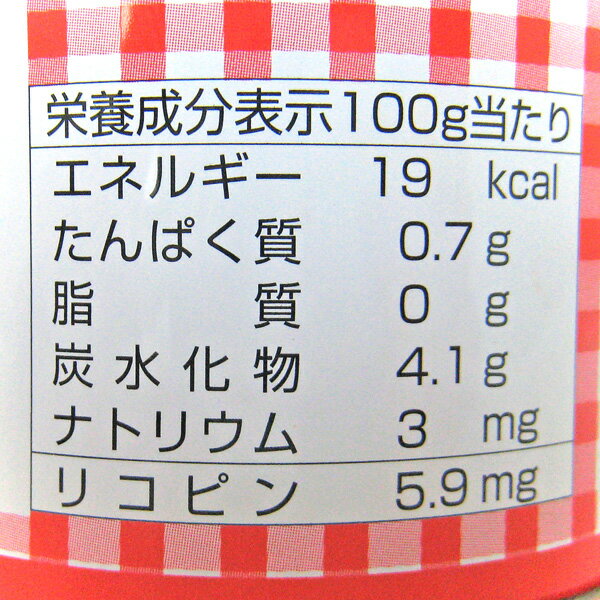 栄養成分表示100g当たり
エネルギー 19 kcal
たんぱく質 0.7 g
脂質 0 g
炭水化物 4.1 g
ナトリウム 3 mg
リコピン 5.9 mg